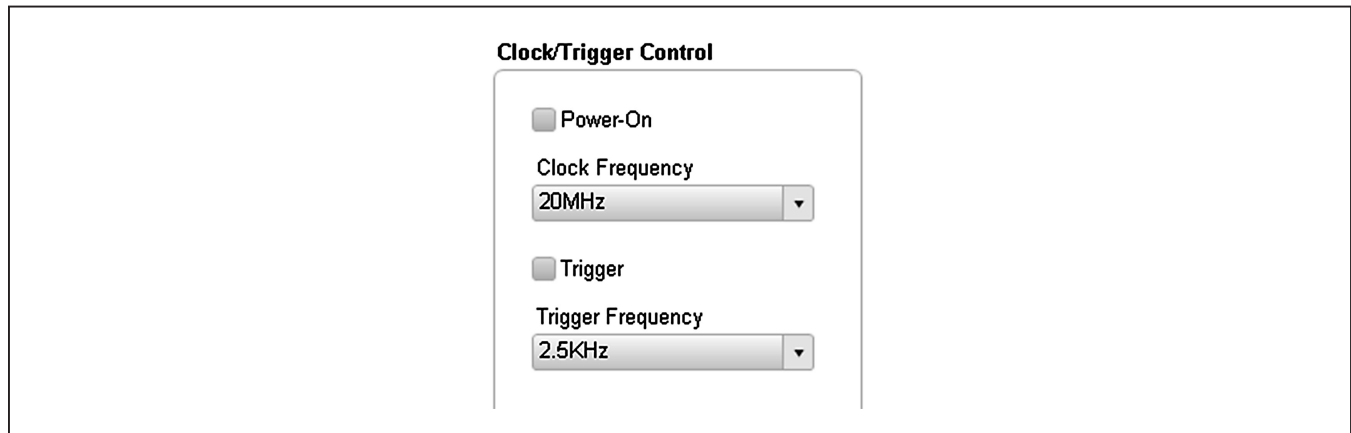 Clock/Trigger Control
Power-On
Clock Frequency
20MHz
Trigger
Trigger Frequency
2.5KHz